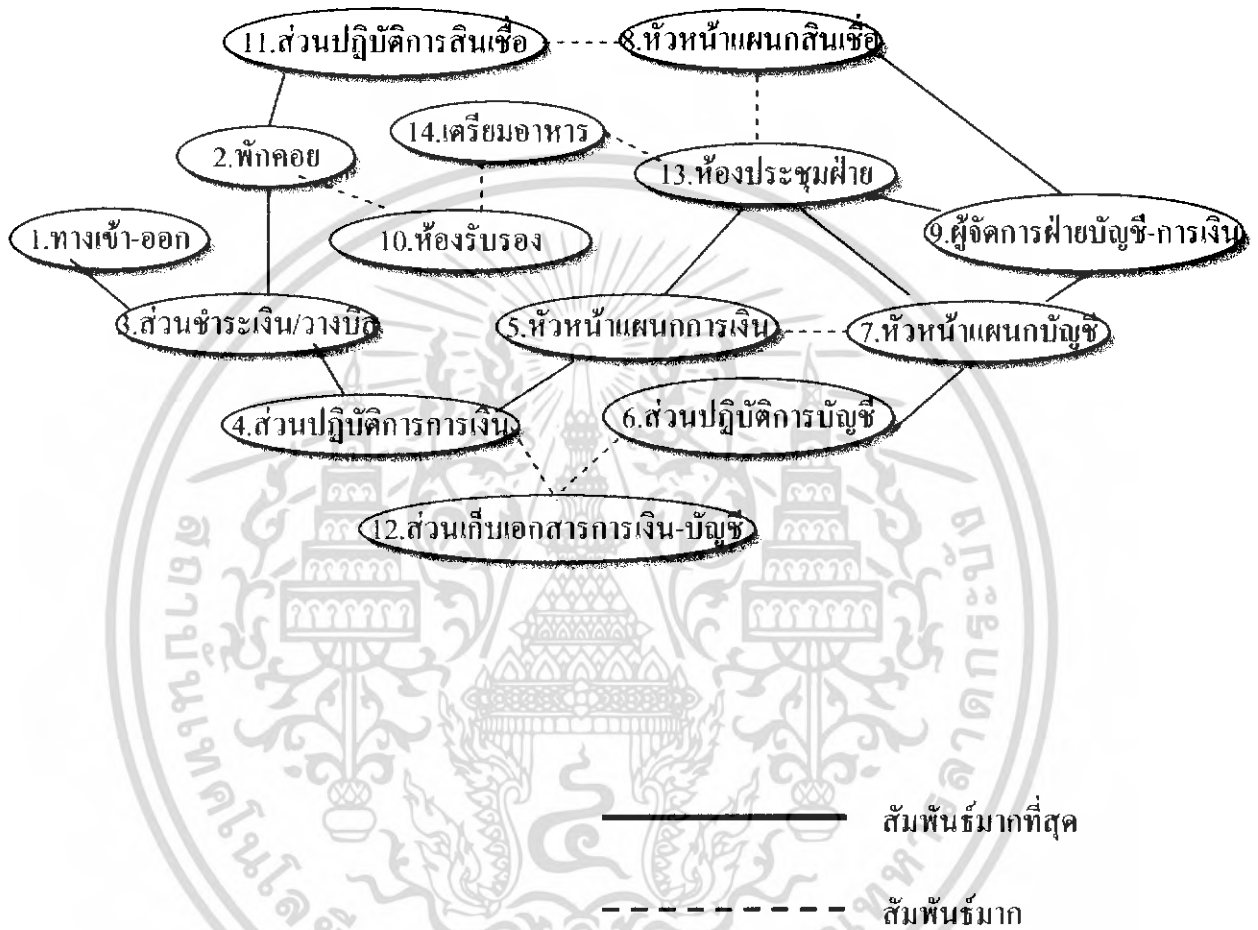 11.ส่วนปฏิบัติการสินเชื่อ
8.หัวหน้าแผนกสินเชื่อ
14.เตรียมอาหาร
2.พักคอย
13.ห้องประชุมฝ่าย
1.ทางเข้า-ออก
10.ห้องรับรอง
9.ผู้จัดการฝ่ายบัญชี-การเงิน
3.ส่วนชำระเงิน/วางบิล
5.หัวหน้าแผนกการเงิน
7.หัวหน้าแผนกบัญชี
4.ส่วนปฏิบัติการการเงิน
6.ส่วนปฏิบัติการบัญชี
12.ส่วนเก็บเอกสารการเงิน-บัญชี
สัมพันธ์มากที่สุด
สัมพันธ์มาก